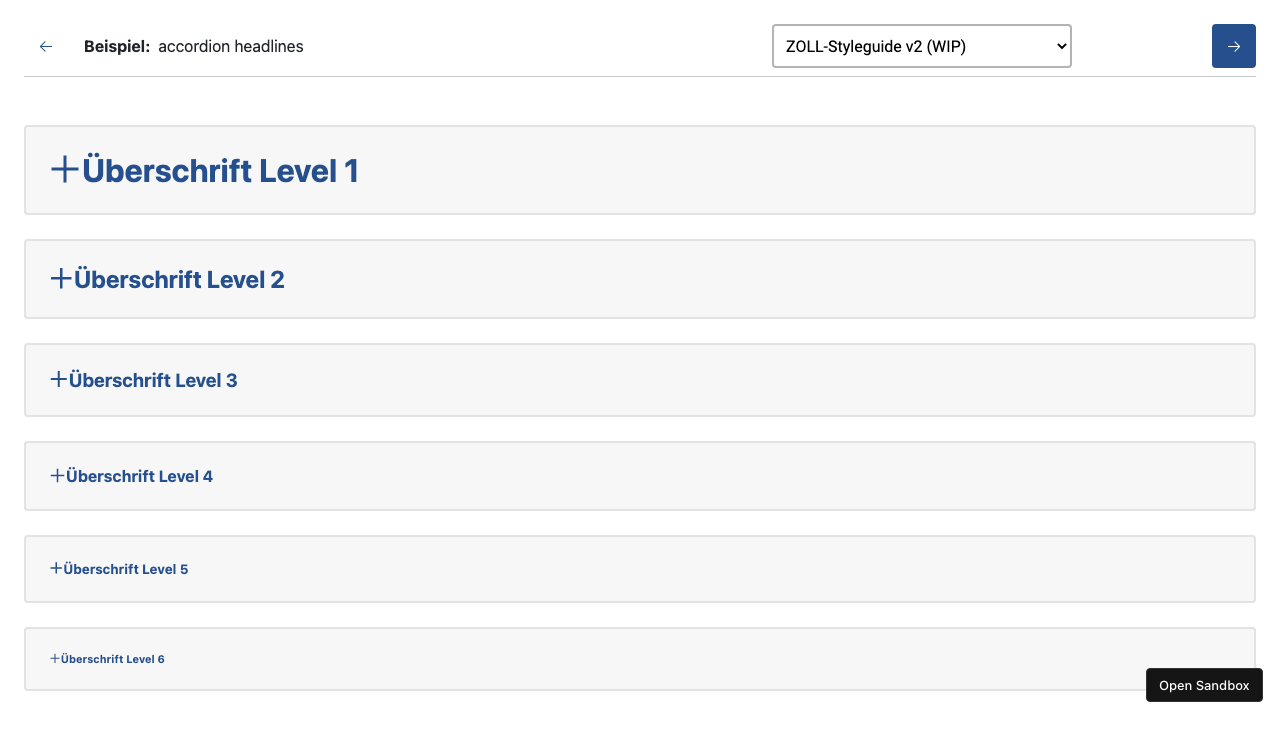 Beispiel: accordion headlines
ZOLL-Styleguide v2 (WIP)
Überschrift Level 1
Überschrift Level 2
Überschrift Level 3
Überschrift Level 4
Überschrift Level 5
Überschrift Level 6
Open Sandbox